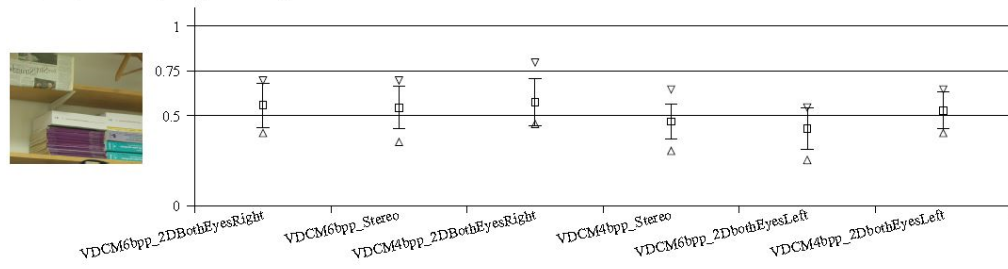 1
0.75
0.5
0
VDCM6bpp_2DBothEyesRight
VDCM6bpp_Stereo
VDCM4bpp_2DBothEyesRight
VDCM4bpp_Stereo
VDCM6bpp_2DbothEyesLeft
VDCM4bpp_2DbothEyesLeft